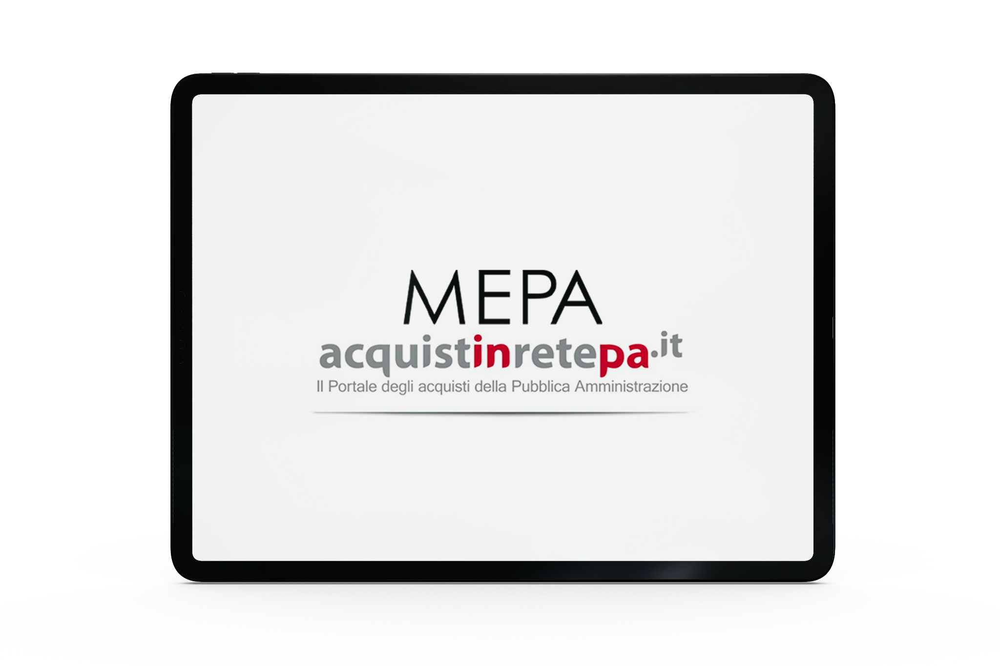 MEPA
acquistinretepa.it
Il Portale degli acquisti della Pubblica Amministrazione